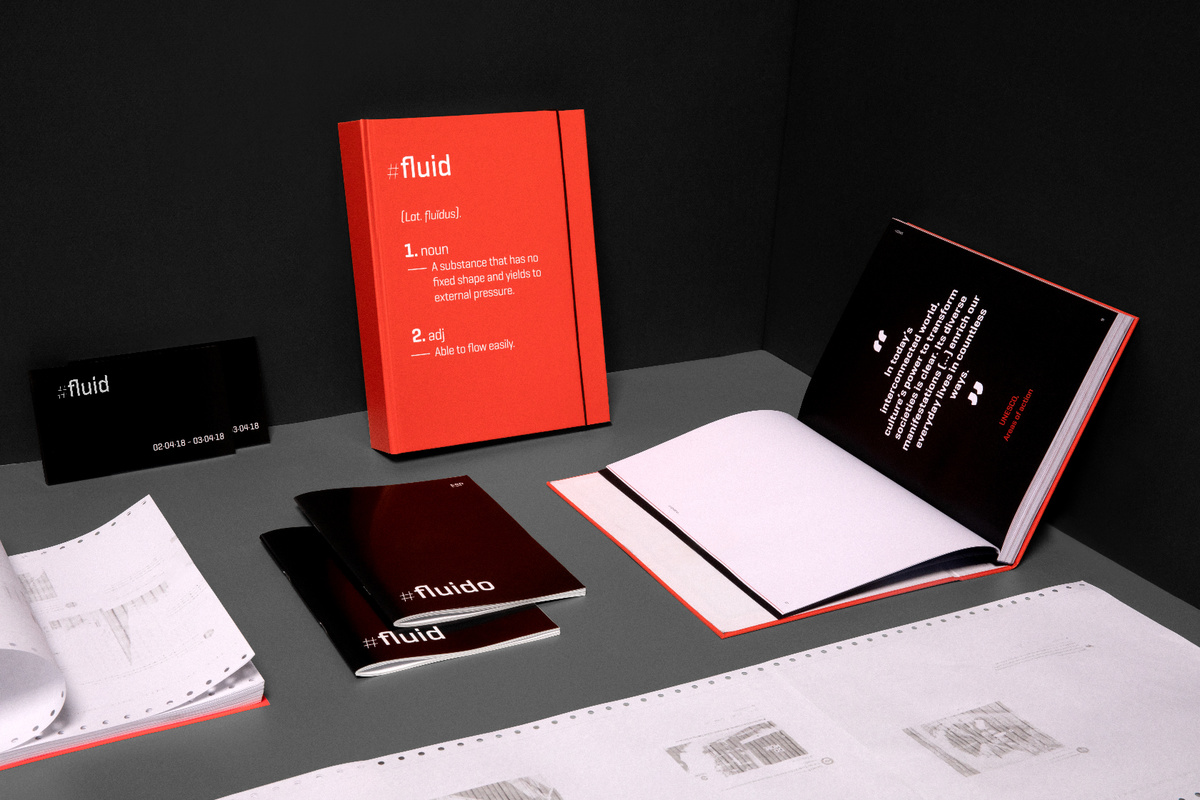 #fluid
02·04·18 - 03·04·18
3·04·18
#fluid
(Lat. fluĭdus).
1. noun
— A substance that has no
fixed shape and yields to
external pressure.
2. adj
— Able to flow easily.
#fluido
#fluid
“
In today's
interconnected world,
culture's power to transform
societies is clear. Its diverse
manifestations (...) enrich our
everyday lives in countless
ways.
”
UNESCO,
Areas of action